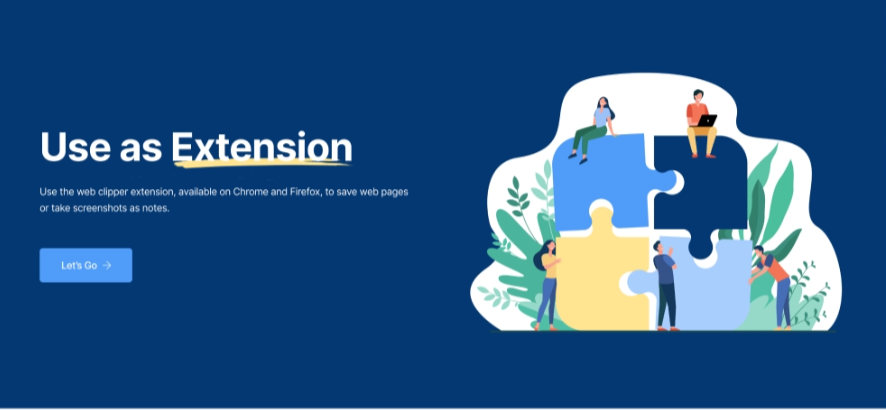 Use as Extension
Use the web clipper extension, available on Chrome and Firefox, to save web pages
or take screenshots as notes.
Let's Go →